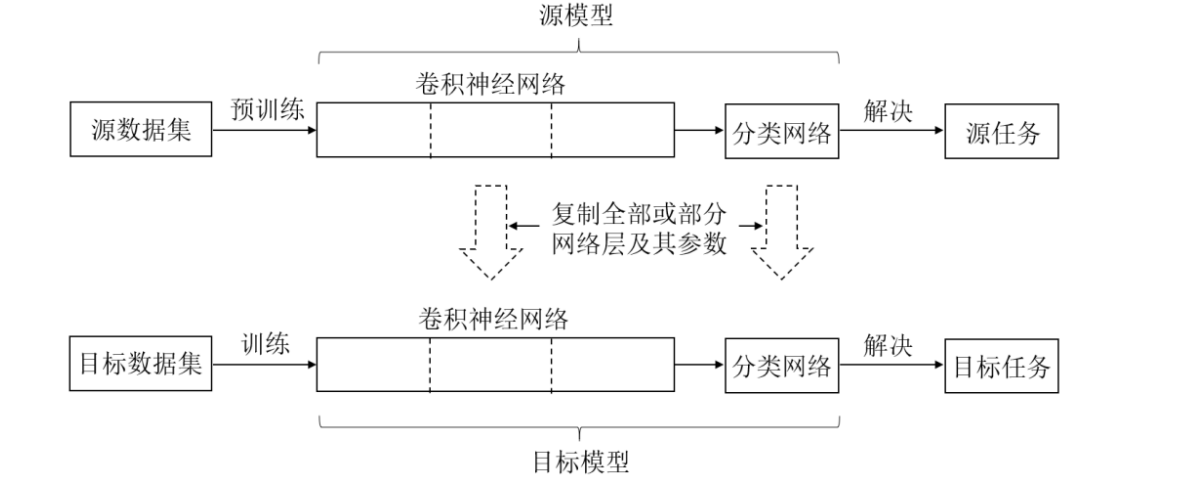 源模型
卷积神经网络
源数据集
预训练
分类网络
解决
源任务
复制全部或部分
网络层及其参数
卷积神经网络
目标数据集
训练
分类网络
解决
目标任务
目标模型